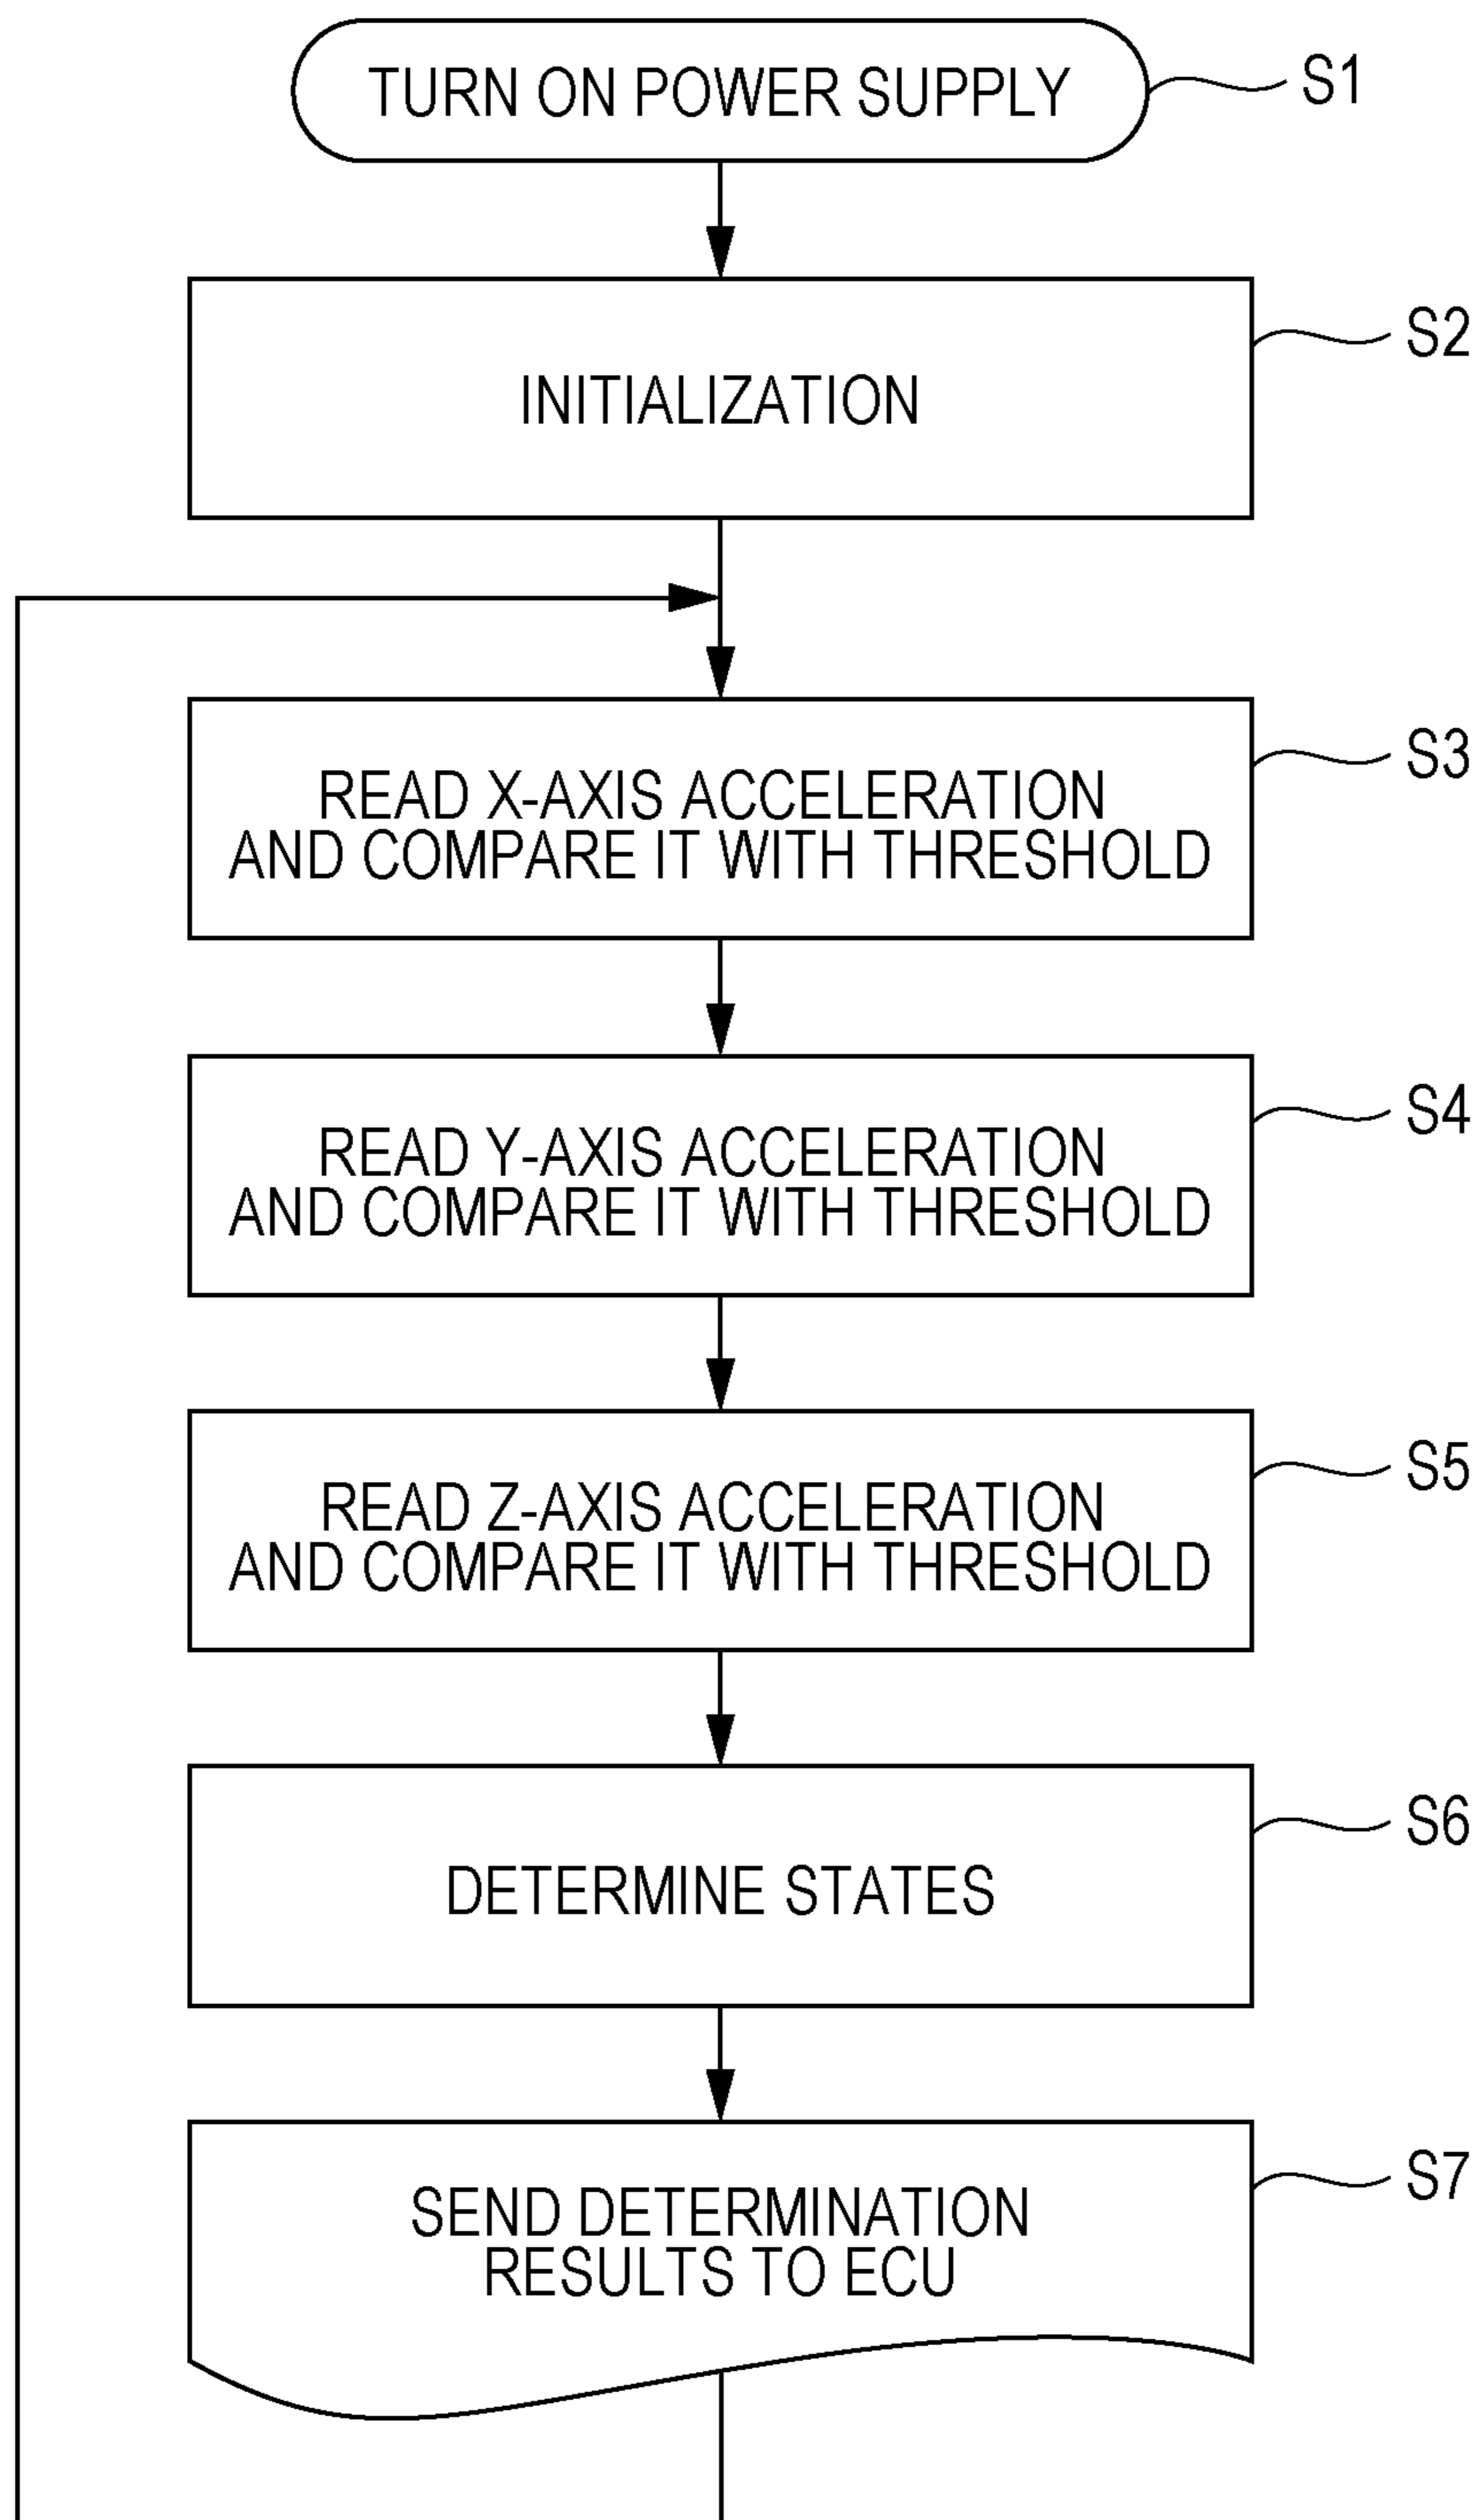 TURN ON POWER SUPPLY
S1
INITIALIZATION
S2
READ X-AXIS ACCELERATION
AND COMPARE IT WITH THRESHOLD
S3
READ Y-AXIS ACCELERATION
AND COMPARE IT WITH THRESHOLD
S4
READ Z-AXIS ACCELERATION
AND COMPARE IT WITH THRESHOLD
S5
DETERMINE STATES
S6
SEND DETERMINATION
RESULTS TO ECU
S7